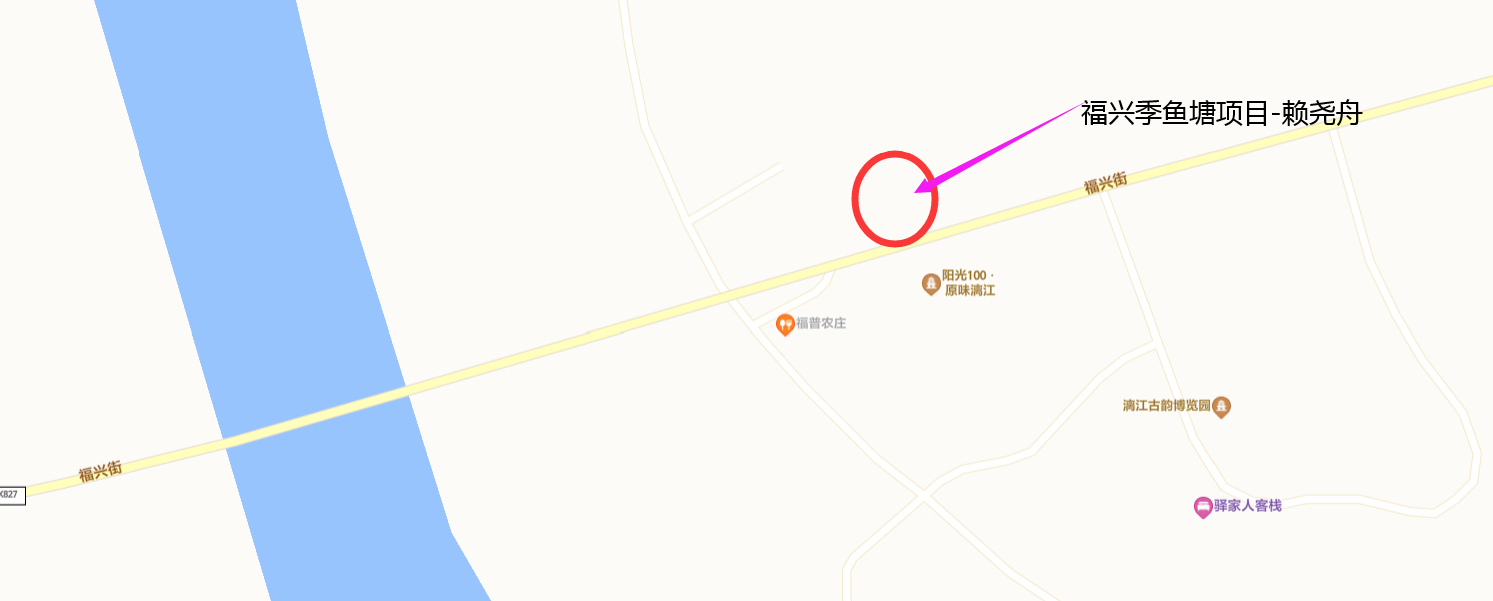 福兴季鱼塘项目-赖尧舟
福兴街
阳光100·
原味漓江
福普农庄
漓江古韵博览园
福兴街
X827
驿家人客栈